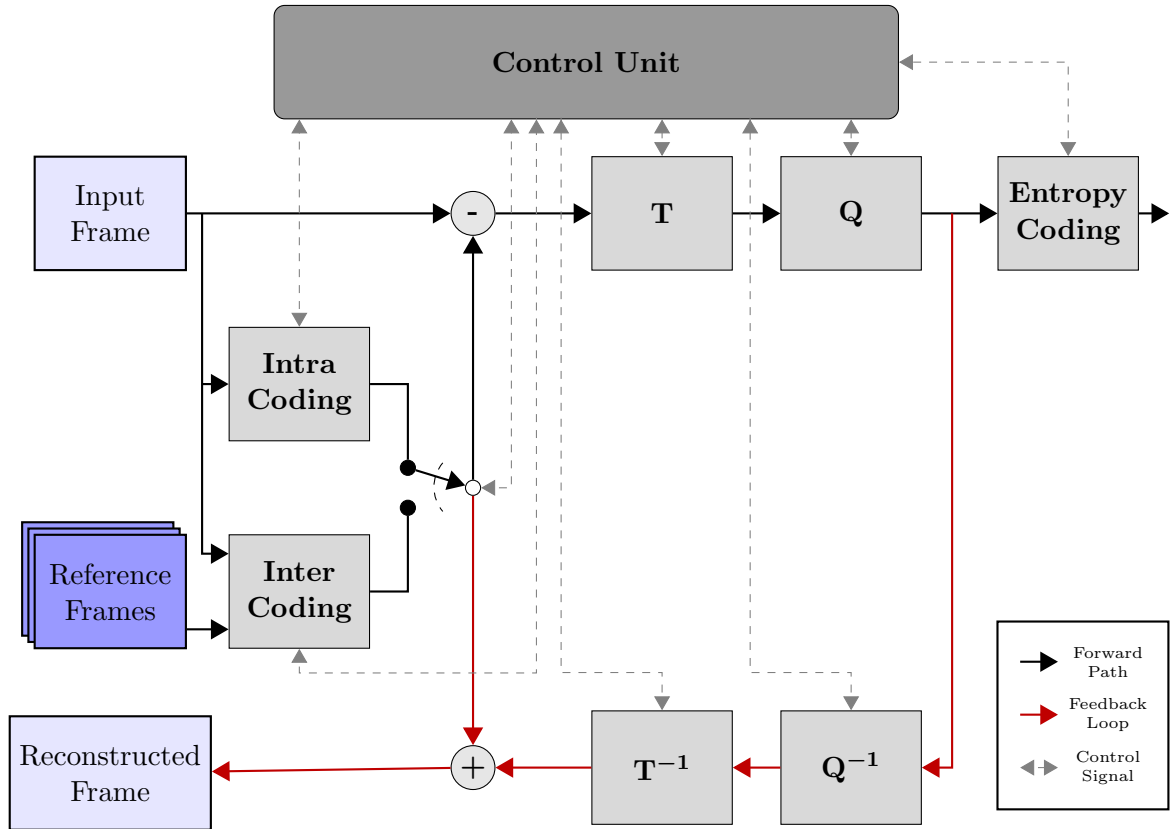 Control Unit
Input
Frame
-
T
Q
Entropy
Coding
Intra
Coding
Reference
Frames
Inter
Coding
Forward
Path
Feedback
Loop
Control
Signal
Reconstructed
Frame
+
T⁻¹
Q⁻¹